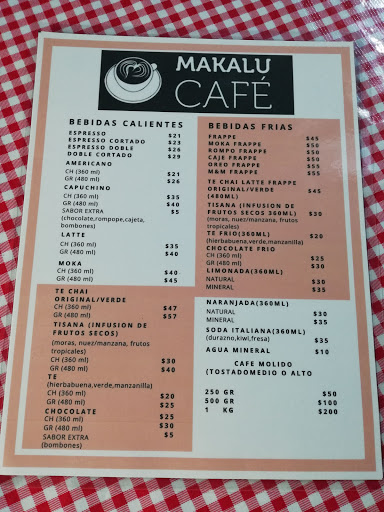 MAKALU
CAFÉ
BEBIDAS CALIENTES
ESPRESSO $21
ESPRESSO CORTADO $23
ESPRESSO DOBLE $26
DOBLE CORTADO $29
AMERICANO
CH (360 ml) $21
GR (480 ml) $26
CAPUCHINO
CH (360 ml) $35
GR (480 ml) $40
SABOR EXTRA $5
(chocolate,rompope,cajeta,
bombones)
LATTE
CH (360 ml) $35
GR (480 ml) $40
MOKA
CH (360 ml) $40
GR (480 ml) $45
TE CHAI
ORIGINAL/VERDE
CH (360 ml) $47
GR (480 ml) $57
TISANA (INFUSION DE
FRUTOS SECOS)
(moras, nuez/manzana, frutos
tropicales)
CH (360 ml) $30
GR (480 ml) $40
TE
(hierbabuena,verde,manzanilla)
CH (360 ml) $20
GR (480 ml) $25
CHOCOLATE
CH (360 ml) $25
GR (480 ml) $30
SABOR EXTRA $5
(bombones)
BEBIDAS FRIAS
FRAPPE $45
MOKA FRAPPE $50
ROMPO FRAPPE $50
CAJE FRAPPE $50
OREO FRAPPE $55
M&M FRAPPE $55
TE CHAI LATTE FRAPPE
ORIGINAL/VERDE $45
(480ML)
TISANA (INFUSION DE
FRUTOS SECOS 360ML) $30
(moras, nuez/manzana, frutos
tropicales)
TE FRIO(360ML) $20
(hierbabuena,verde,manzanilla)
CHOCOLATE FRIO
CH (360 ml) $25
GR (480 ml) $30
LIMONADA(360ML)
NATURAL $30
MINERAL $35
NARANJADA(360ML)
NATURAL $30
MINERAL $35
SODA ITALIANA(360ML)
(durazno,kiwi,fresa) $35
AGUA MINERAL $10
CAFE MOLIDO
(TOSTADOMEDIO O ALTO
250 GR $50
500 GR $100
1 KG $200